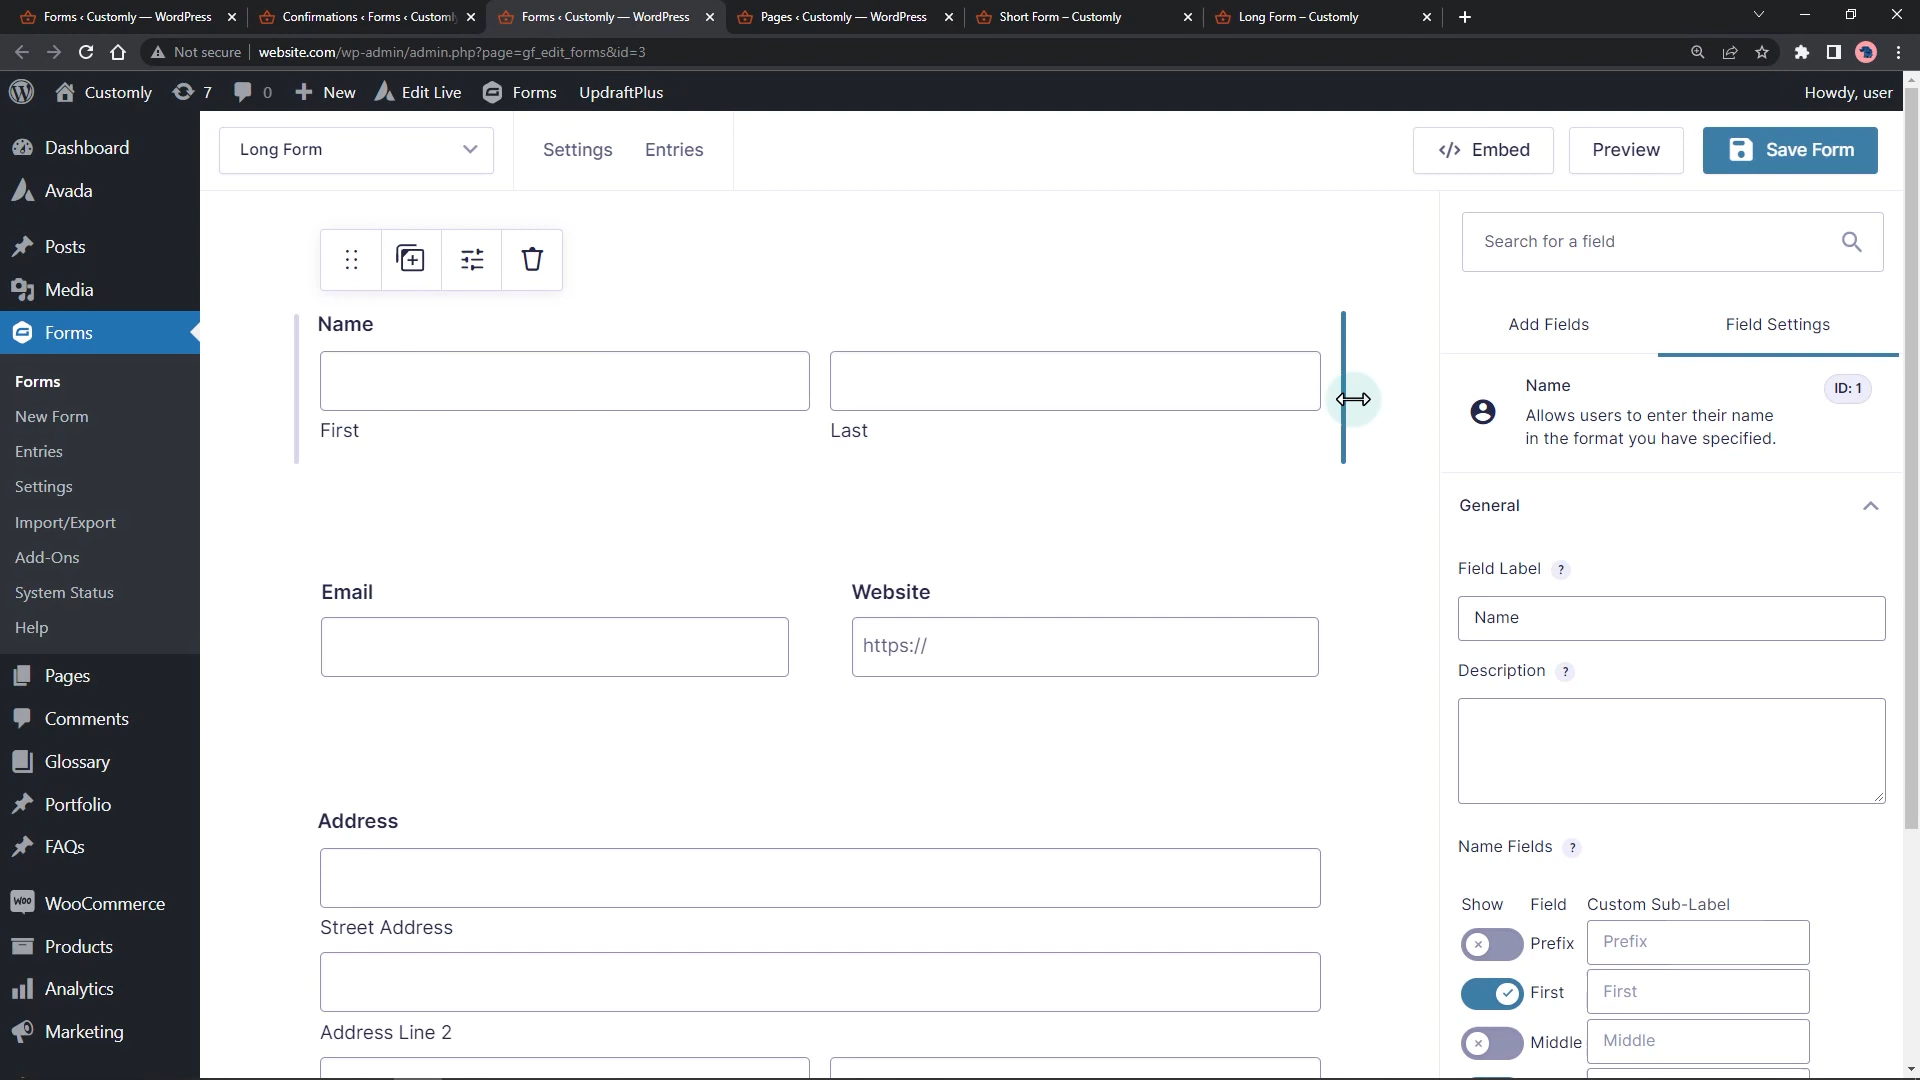 Forms ‹ Customly — WordPress
Confirmations ‹ Forms ‹ Custom
Forms ‹ Customly — WordPress
Pages ‹ Customly — WordPress
Short Form – Customly
Long Form – Customly
Not secure
website.com/wp-admin/admin.php?page=gf_edit_forms&id=3
Customly
7
0
New
Edit Live
Forms
UpdraftPlus
Howdy, user
Dashboard
Avada
Posts
Media
Forms
Forms
New Form
Entries
Settings
Import/Export
Add-Ons
System Status
Help
Pages
Comments
Glossary
Portfolio
FAQs
Woo
WooCommerce
Products
Analytics
Marketing
Long Form
Settings
Entries
</> Embed
Preview
Save Form
Name
First
Last
Email
Website
https://
Address
Street Address
Address Line 2
Search for a field
Add Fields
Field Settings
Name
ID: 1
Allows users to enter their name
in the format you have specified.
General
Field Label ?
Name
Description ?
Name Fields ?
Show Field Custom Sub-Label
Prefix Prefix
First First
Middle Middle